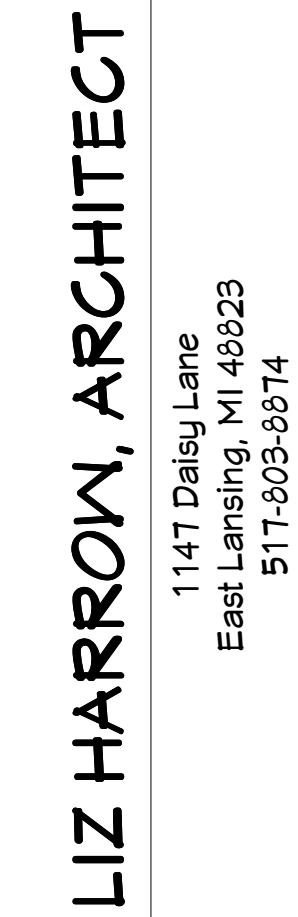 LIZ HARROW, ARCHITECT
1147 Daisy Lane
East Lansing, MI 48823
517-803-8874